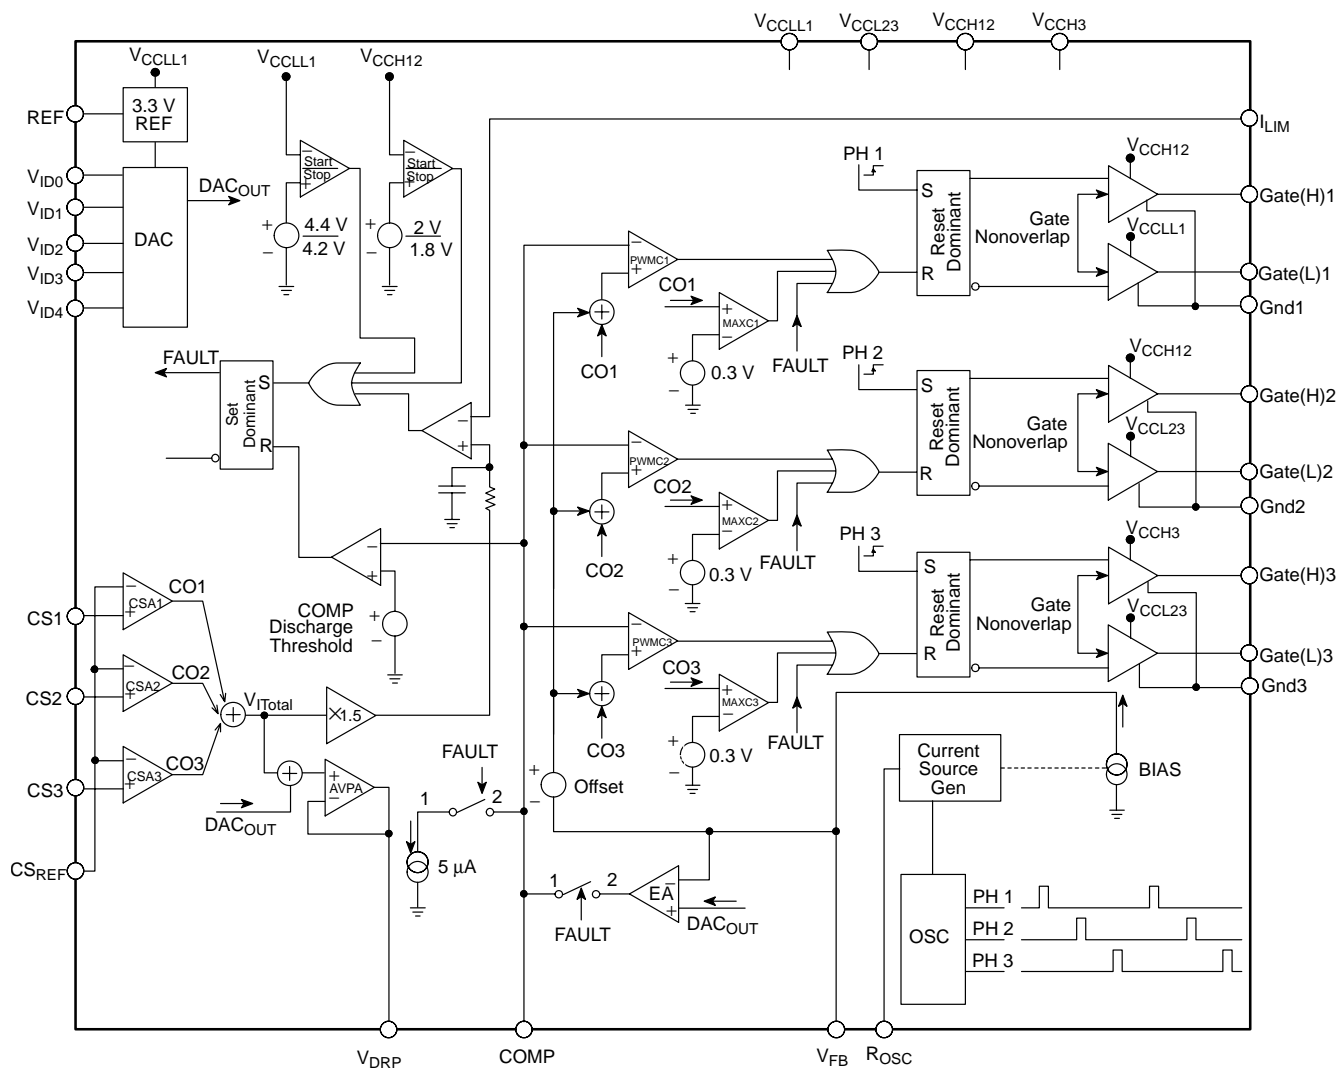 VCCLL1
VCCL23
VCCH12
VCCH3
VCCLL1
VCCLL1
VCCH12
REF
3.3 V
REF
ILIM
Start
Stop
Start
Stop
VID0
VID1
VID2
VID3
VID4
DAC
DACOUT
+
−
4.4 V
4.2 V
+
−
2 V
1.8 V
PH 1
S
R
Reset
Dominant
Gate
Nonoverlap
VCCH12
VCCLL1
Gate(H)1
Gate(L)1
Gnd1
PWMC1
CO1
CO1
MAXC1
+
−
0.3 V
FAULT
FAULT
Set
Dominant
S
R
PH 2
S
R
Reset
Dominant
Gate
Nonoverlap
VCCH12
VCCL23
Gate(H)2
Gate(L)2
Gnd2
PWMC2
CO2
CO2
MAXC2
+
−
0.3 V
FAULT
COMP
Discharge
Threshold
+
−
PH 3
S
R
Reset
Dominant
Gate
Nonoverlap
VCCH3
VCCL23
Gate(H)3
Gate(L)3
Gnd3
PWMC3
CO3
CO3
MAXC3
+
−
0.3 V
FAULT
CS1
CSA1
CO1
CS2
CSA2
CO2
CS3
CSA3
CO3
CSREF
VITotal
×1.5
AVPA
DACOUT
FAULT
1
2
5 μA
+
−
Offset
1
2
FAULT
EA
DACOUT
Current
Source
Gen
BIAS
OSC
PH 1
PH 2
PH 3
VDRP
COMP
VFB
ROSC